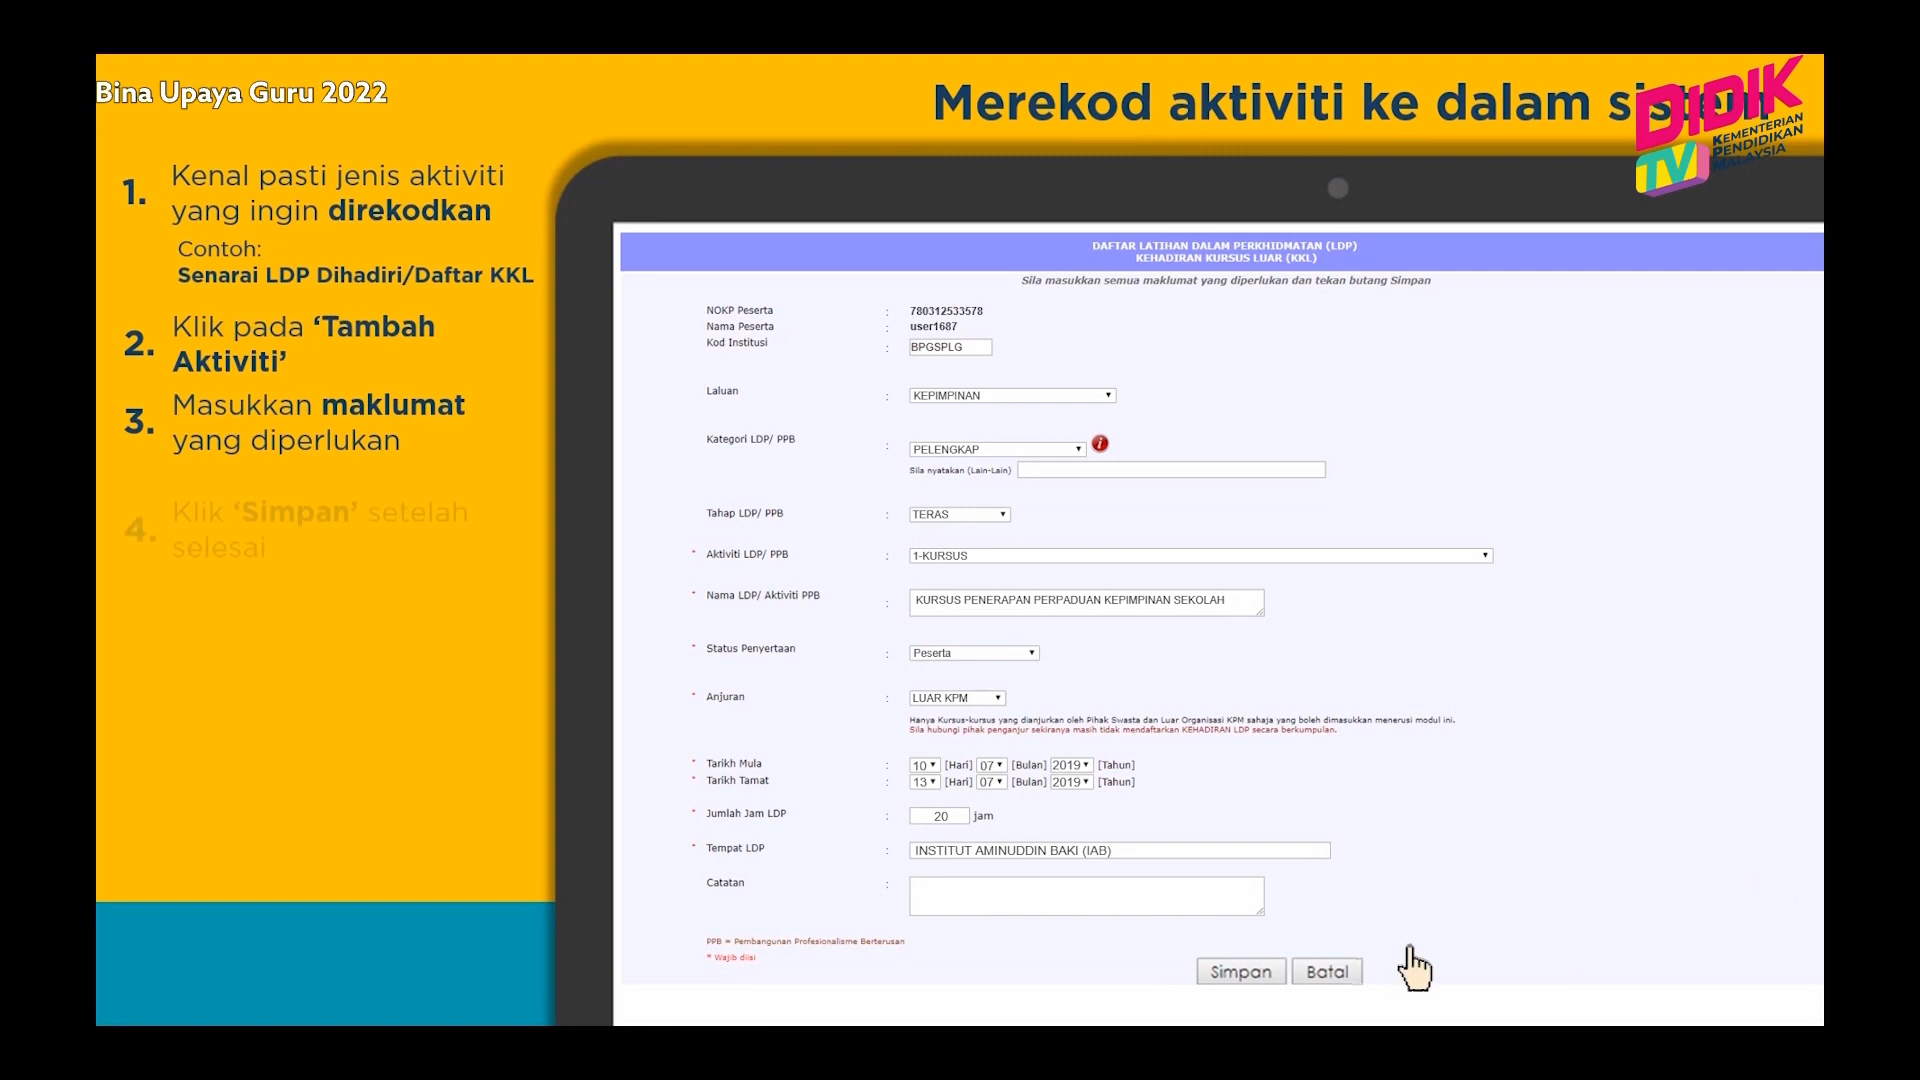 Bina Upaya Guru 2022
Merekod aktiviti ke dalam sistem
DIDIK
TV
KEMENTERIAN
PENDIDIKAN
MALAYSIA
1. Kenal pasti jenis aktiviti
yang ingin direkodkan
Contoh:
Senarai LDP Dihadiri/Daftar KKL
2. Klik pada ‘Tambah
Aktiviti’
3. Masukkan maklumat
yang diperlukan
4. Klik ‘Simpan’ setelah
selesai
DAFTAR LATIHAN DALAM PERKHIDMATAN (LDP)
KEHADIRAN KURSUS LUAR (KKL)
Sila masukkan semua maklumat yang diperlukan dan tekan butang Simpan
NOKP Peserta : 780312533578
Nama Peserta : user1687
Kod Institusi : BPGSPLG
Laluan : KEPIMPINAN
Kategori LDP/ PPB : PELENGKAP i
Sila nyatakan (Lain-Lain)
Tahap LDP/ PPB : TERAS
* Aktiviti LDP/ PPB : 1-KURSUS
* Nama LDP/ Aktiviti PPB : KURSUS PENERAPAN PERPADUAN KEPIMPINAN SEKOLAH
* Status Penyertaan : Peserta
* Anjuran : LUAR KPM
Hanya Kursus-kursus yang dianjurkan oleh Pihak Swasta dan Luar Organisasi KPM sahaja yang boleh dimasukkan menerusi modul ini.
Sila hubungi pihak penganjur sekiranya masih tidak mendaftarkan KEHADIRAN LDP secara berkumpulan.
* Tarikh Mula : 10 [Hari] 07 [Bulan] 2019 [Tahun]
* Tarikh Tamat : 13 [Hari] 07 [Bulan] 2019 [Tahun]
* Jumlah Jam LDP : 20 jam
* Tempat LDP : INSTITUT AMINUDDIN BAKI (IAB)
Catatan :
PPB = Pembangunan Profesionalisme Berterusan
* Wajib diisi
Simpan Batal